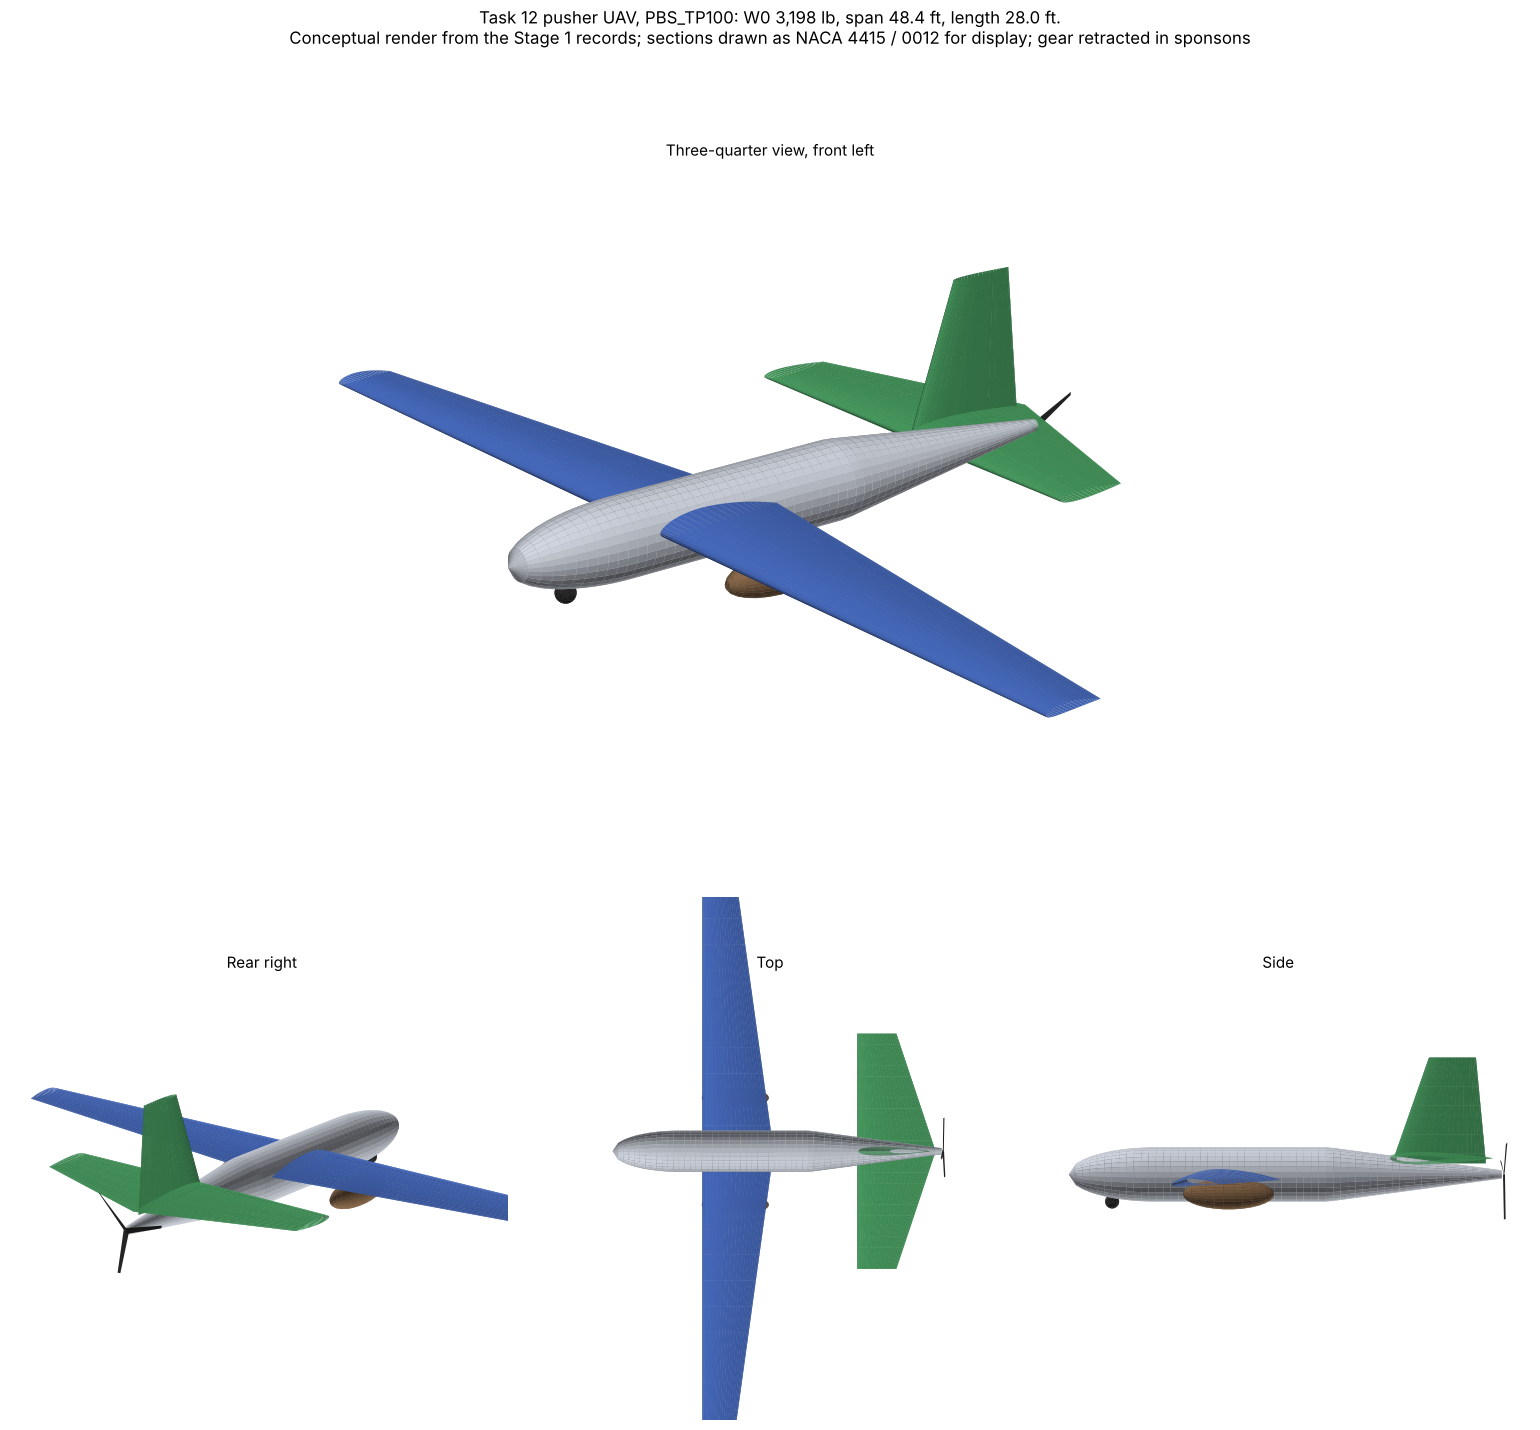 Task 12 pusher UAV, PBS_TP100: W0 3,198 lb, span 48.4 ft, length 28.0 ft.
Conceptual render from the Stage 1 records; sections drawn as NACA 4415 / 0012 for display; gear retracted in sponsons
Three-quarter view, front left
Rear right
Top
Side